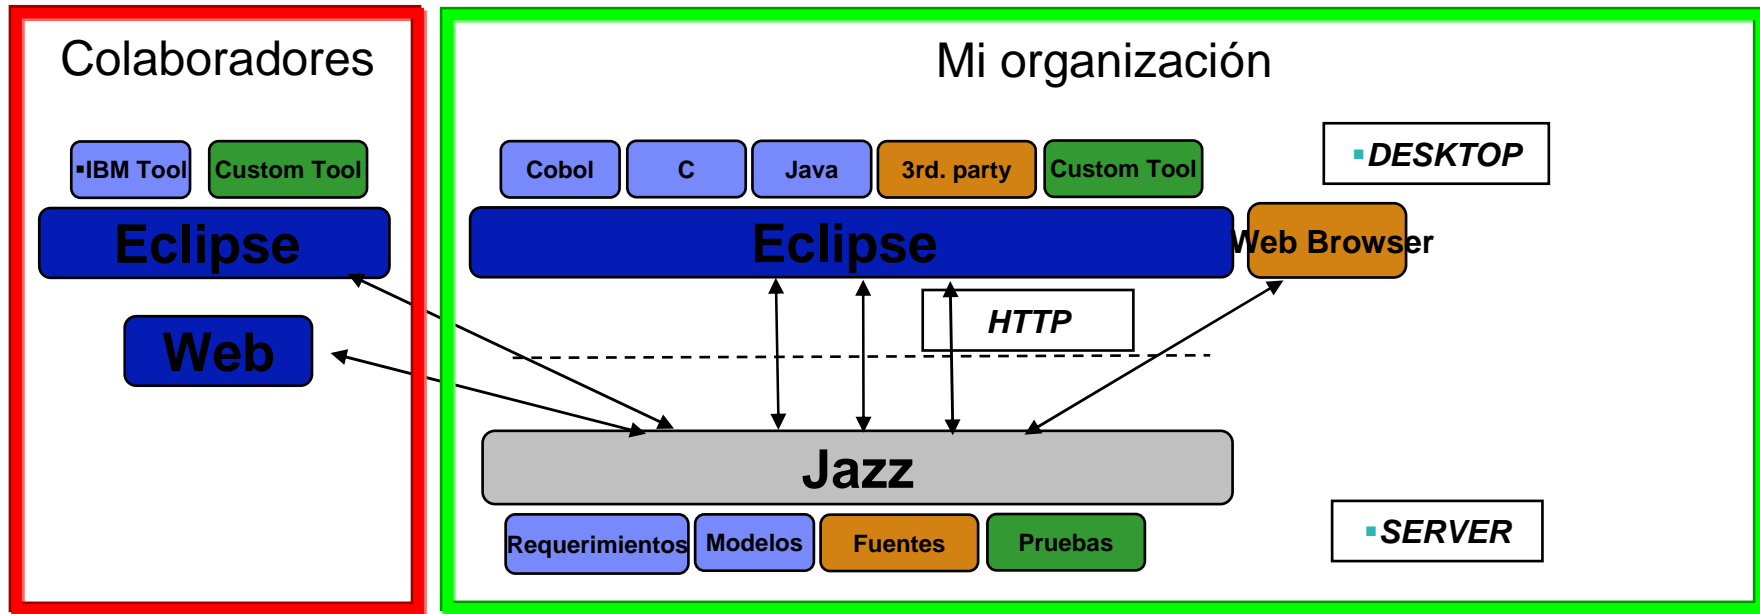 Colaboradores
▪IBM Tool
Custom Tool
Eclipse
Web
Mi organización
Cobol
C
Java
3rd. party
Custom Tool
▪DESKTOP
Eclipse
Web Browser
HTTP
Jazz
Requerimientos
Modelos
Fuentes
Pruebas
▪SERVER